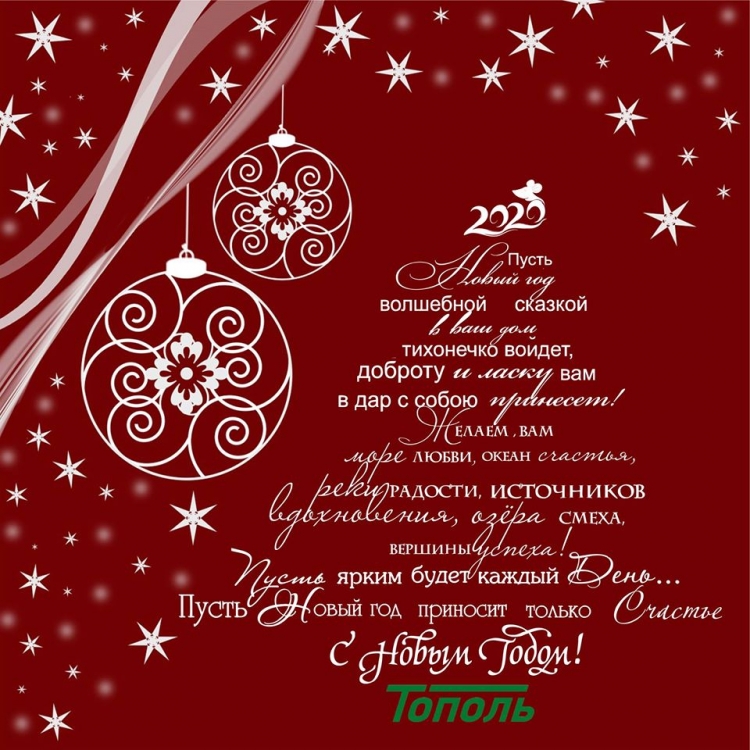 2020
Пусть
Новый год
волшебной сказкой
в ваш дом
тихонечко войдет,
доброту и ласку вам
в дар с собою принесет!
Желаем, вам
море любви, океан счастья,
реки радости, источников
вдохновения, озёра смеха,
вершины успеха!
Пусть ярким будет каждый День...
Пусть Новый год приносит только Счастье
С Новым Годом!
Тополь